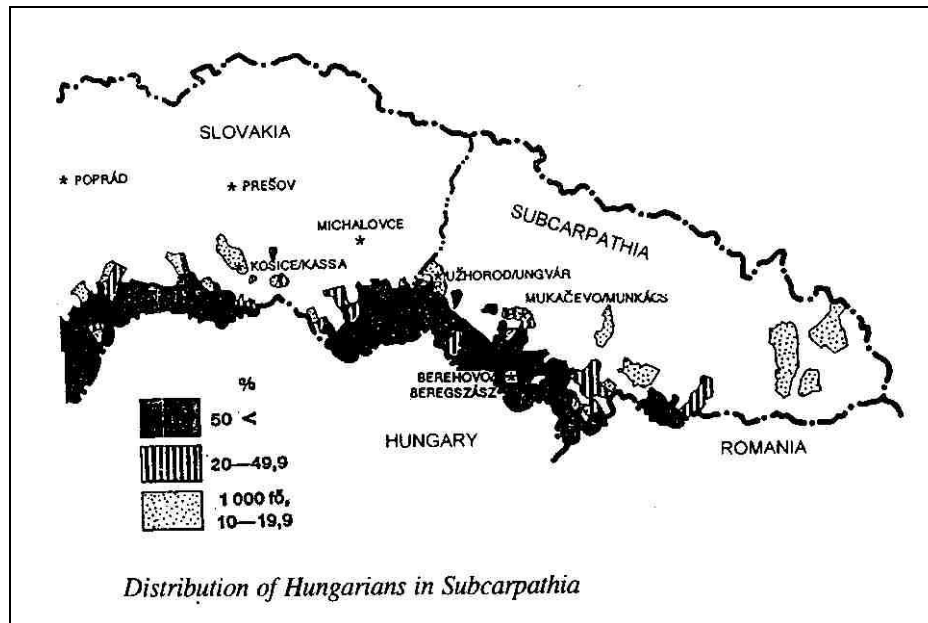 SLOVAKIA
* POPRÁD
* PREŠOV
MICHALOVCE
*
SUBCARPATHIA
KOŠICE/KASSA
*UŽHOROD/UNGVÁR
MUKAČEVO/MUNKÁCS
BEREHOVO/
BEREGSZÁSZ
*
%
50 <
20—49,9
1 000 fő,
10—19,9
HUNGARY
ROMANIA
Distribution of Hungarians in Subcarpathia